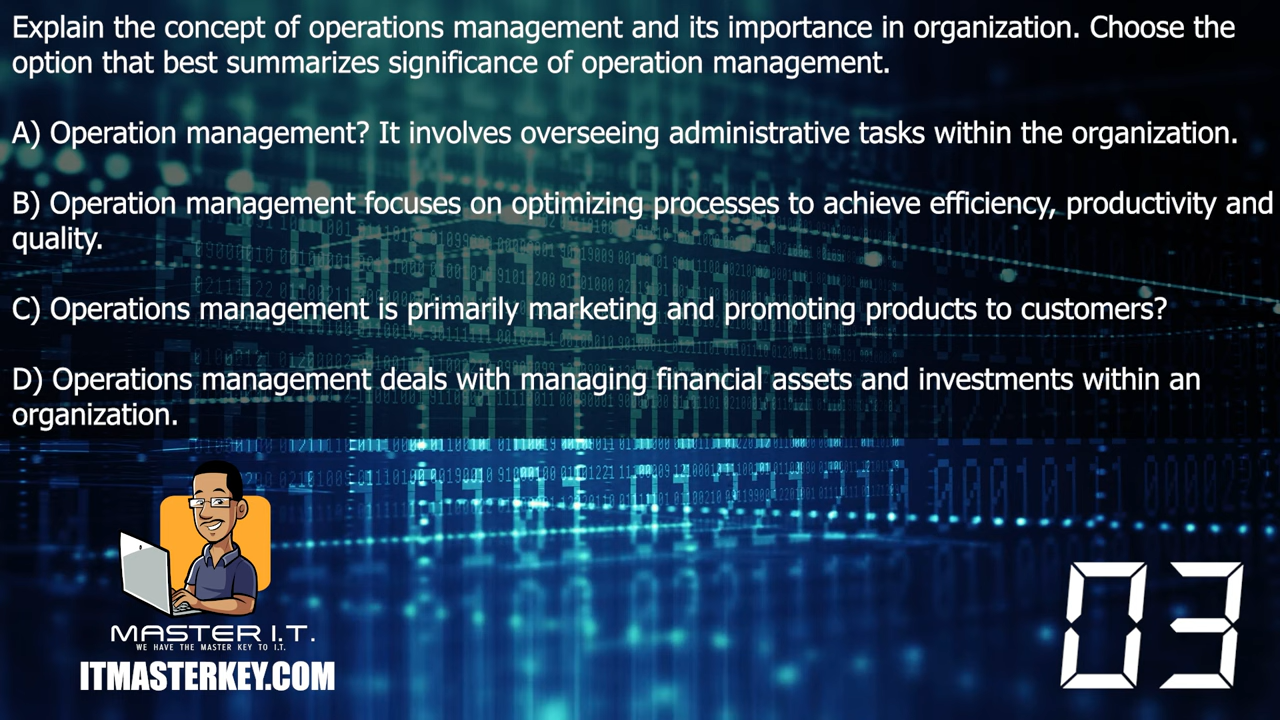 Explain the concept of operations management and its importance in organization. Choose the
option that best summarizes significance of operation management.
A) Operation management? It involves overseeing administrative tasks within the organization.
B) Operation management focuses on optimizing processes to achieve efficiency, productivity and
quality.
C) Operations management is primarily marketing and promoting products to customers?
D) Operations management deals with managing financial assets and investments within an
organization.
MASTER I.T.
WE HAVE THE MASTER KEY TO I.T.
ITMASTERKEY.COM
03